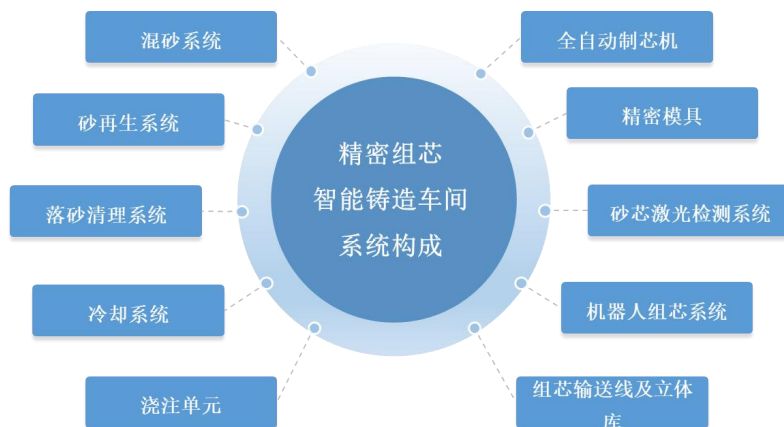 混砂系统
全自动制芯机
砂再生系统
精密模具
精密组芯
智能铸造车间
系统构成
落砂清理系统
砂芯激光检测系统
冷却系统
机器人组芯系统
浇注单元
组芯输送线及立体
库